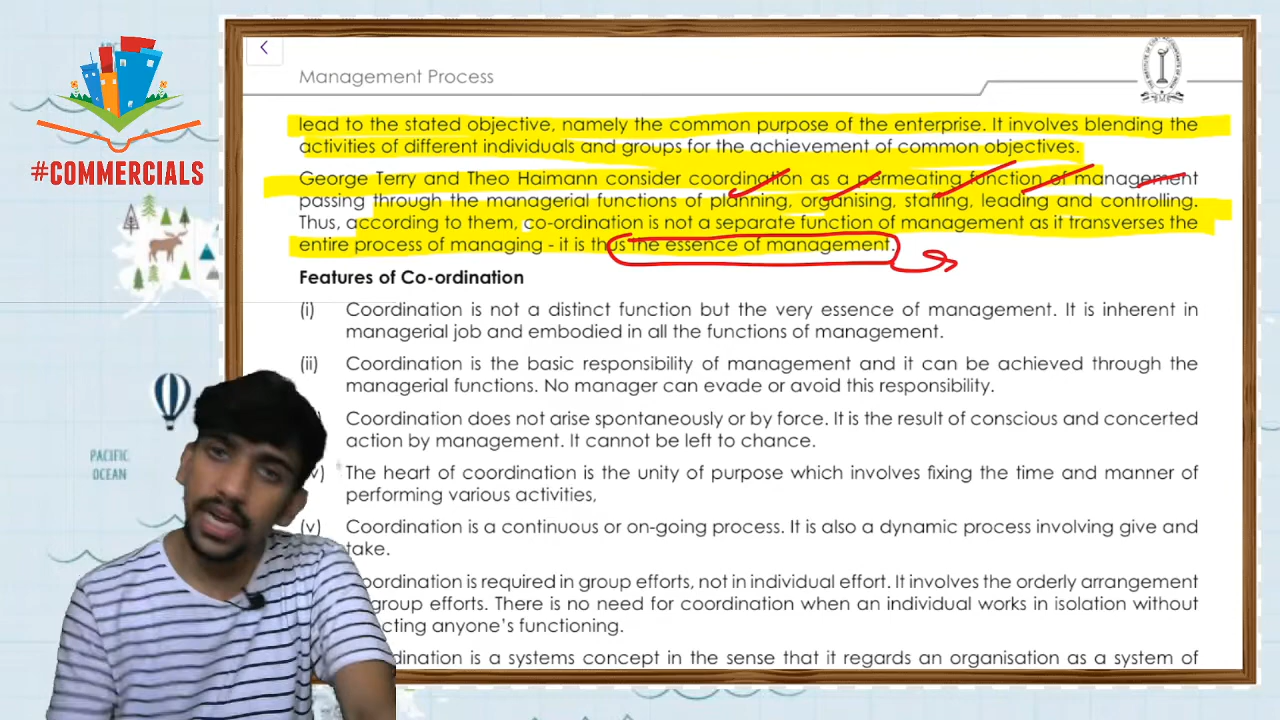 #COMMERCIALS
PACIFIC
OCEAN
Management Process
lead to the stated objective, namely the common purpose of the enterprise. It involves blending the
activities of different individuals and groups for the achievement of common objectives.
George Terry and Theo Haimann consider coordination as a permeating function of management
passing through the managerial functions of planning, organising, staffing, leading and controlling.
Thus, according to them, co-ordination is not a separate function of management as it transverses the
entire process of managing - it is thus the essence of management.
Features of Co-ordination
(i) Coordination is not a distinct function but the very essence of management. It is inherent in
managerial job and embodied in all the functions of management.
(ii) Coordination is the basic responsibility of management and it can be achieved through the
managerial functions. No manager can evade or avoid this responsibility.
Coordination does not arise spontaneously or by force. It is the result of conscious and concerted
action by management. It cannot be left to chance.
The heart of coordination is the unity of purpose which involves fixing the time and manner of
performing various activities,
(v) Coordination is a continuous or on-going process. It is also a dynamic process involving give and
take.
oordination is required in group efforts, not in individual effort. It involves the orderly arrangement
group efforts. There is no need for coordination when an individual works in isolation without
cting anyone's functioning.
dination is a systems concept in the sense that it regards an organisation as a system of